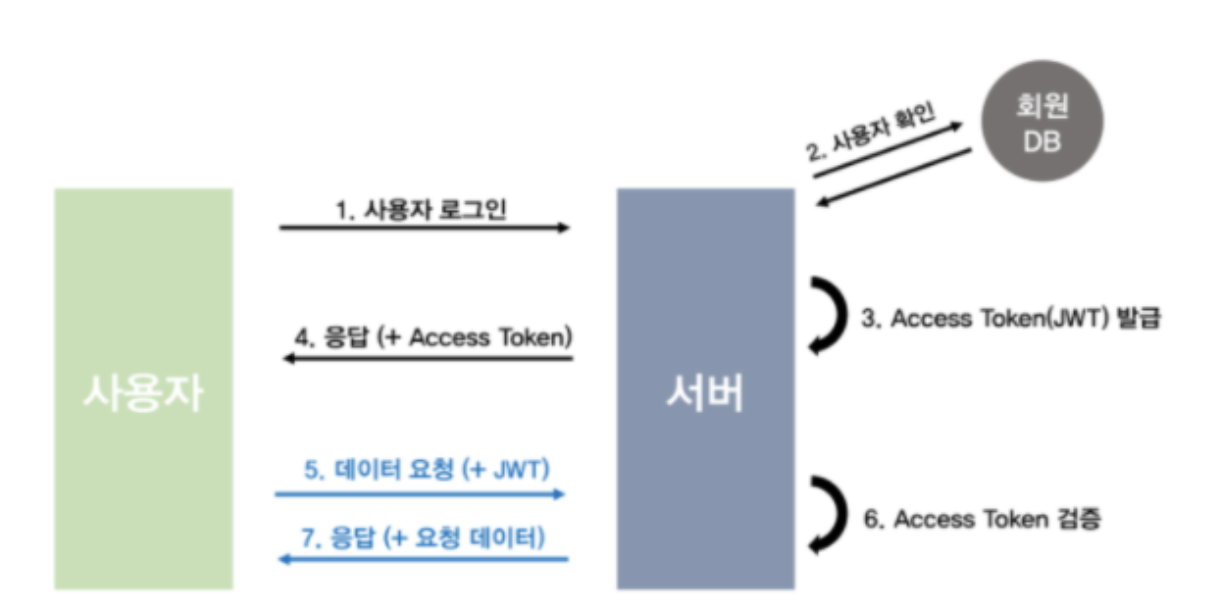 회원
DB
2. 사용자 확인
1. 사용자 로그인
3. Access Token(JWT) 발급
4. 응답 (+ Access Token)
사용자
서버
5. 데이터 요청 (+ JWT)
6. Access Token 검증
7. 응답 (+ 요청 데이터)